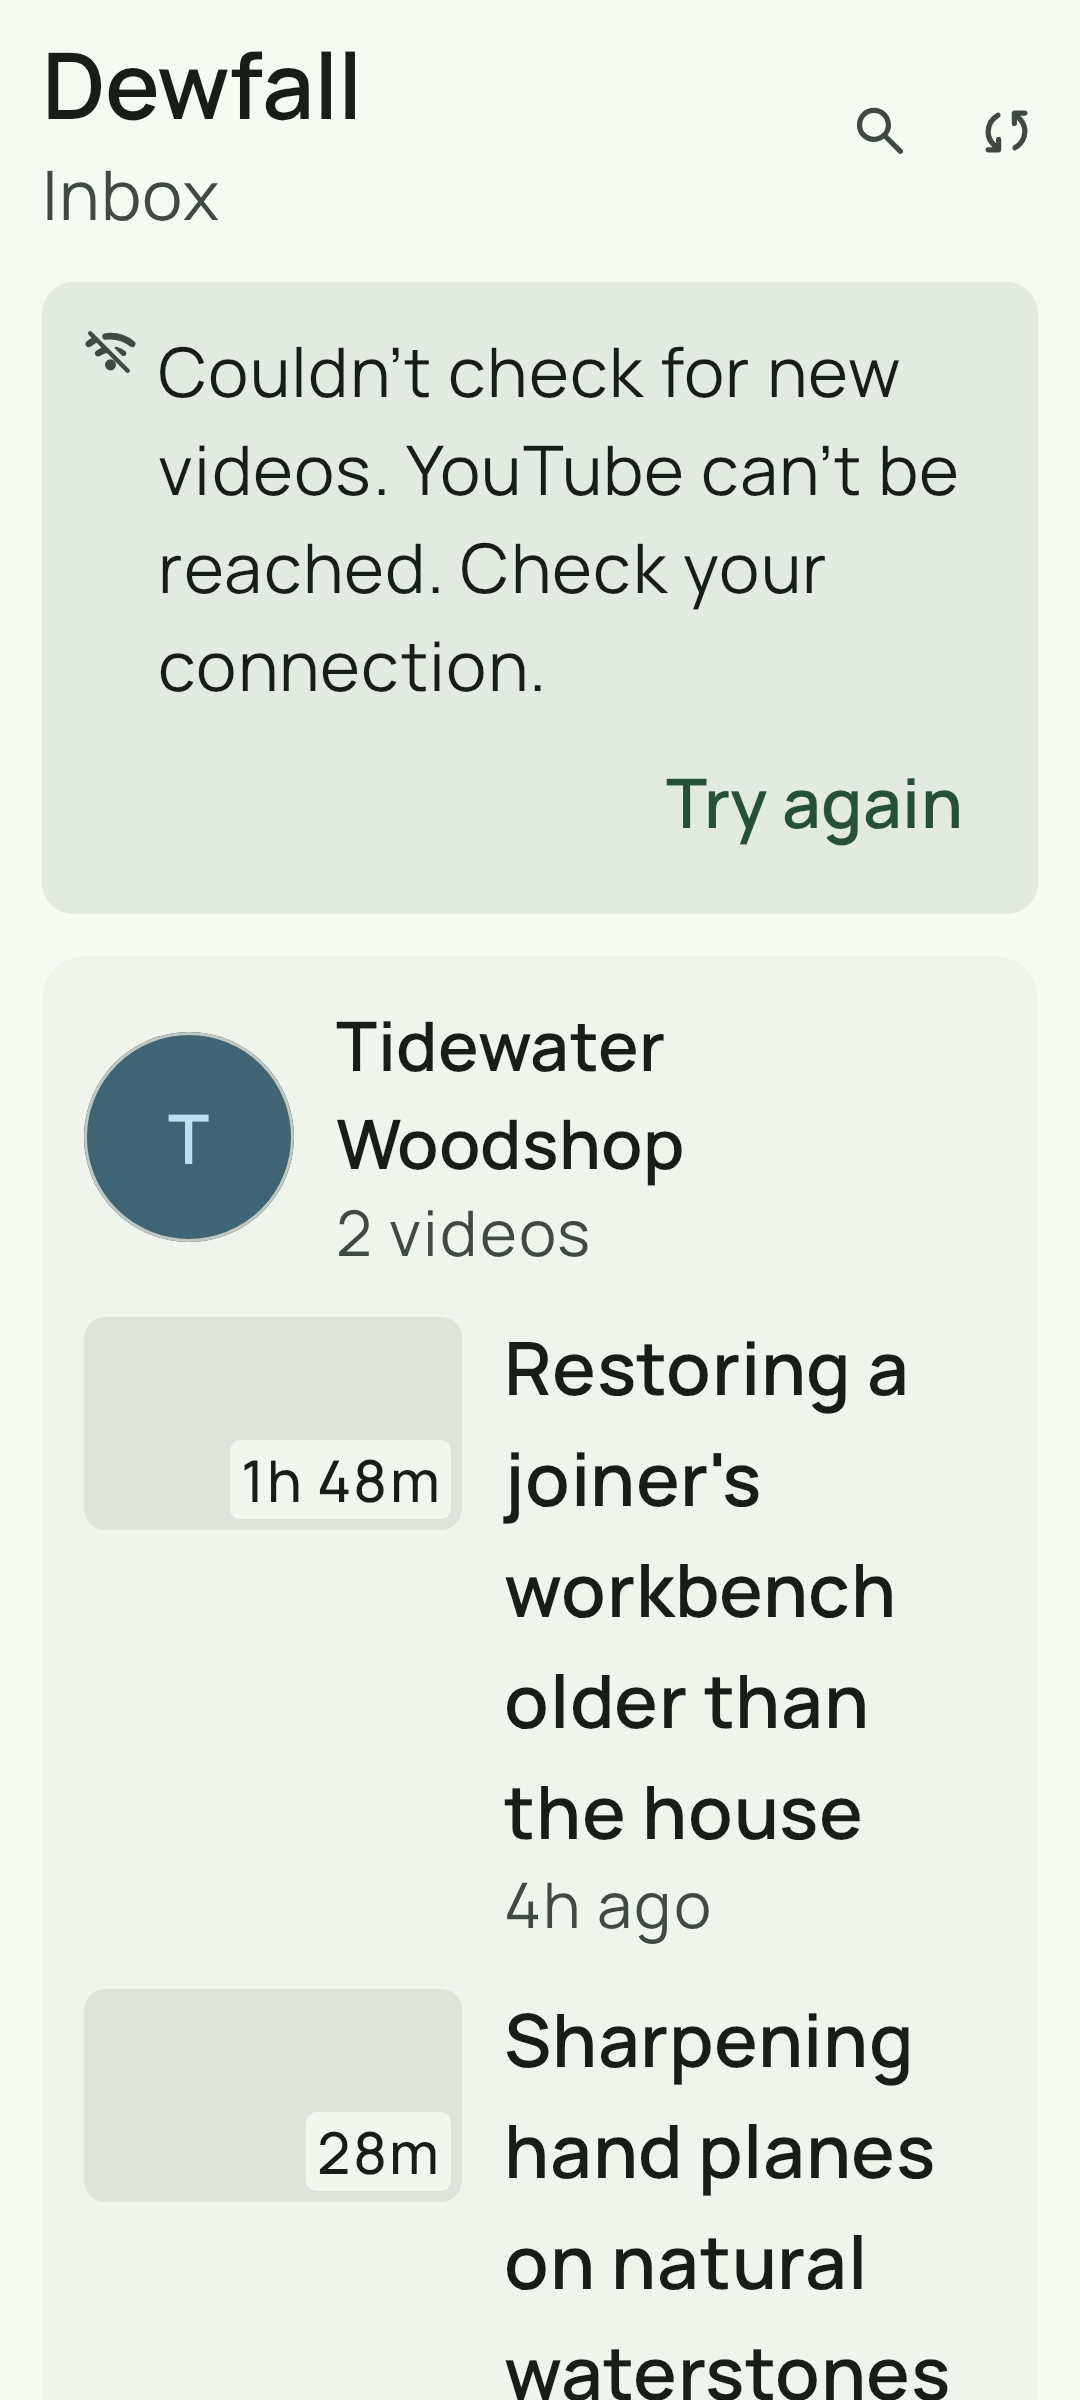 Dewfall
Inbox
Couldn’t check for new
videos. YouTube can’t be
reached. Check your
connection.
Try again
T
Tidewater
Woodshop
2 videos
1h 48m
Restoring a
joiner's
workbench
older than
the house
4h ago
28m
Sharpening
hand planes
on natural
waterstones